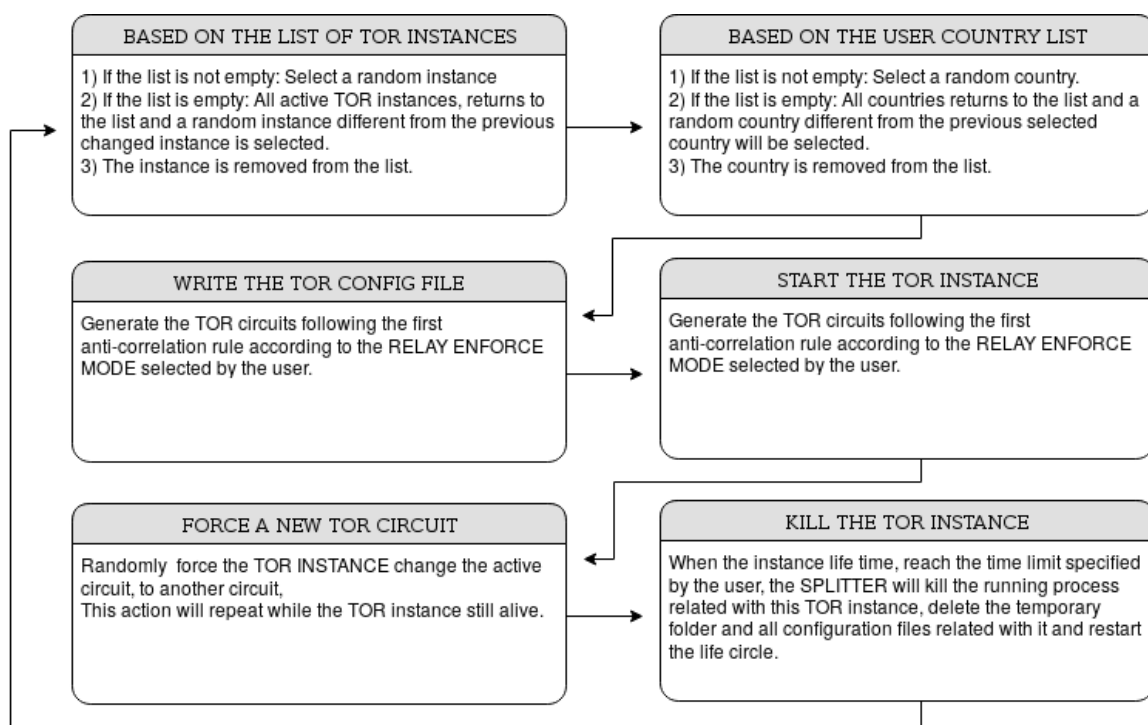 BASED ON THE LIST OF TOR INSTANCES
1) If the list is not empty: Select a random instance
2) If the list is empty: All active TOR instances, returns to
the list and a random instance different from the previous
changed instance is selected.
3) The instance is removed from the list.
BASED ON THE USER COUNTRY LIST
1) If the list is not empty: Select a random country.
2) If the list is empty: All countries returns to the list and a
random country different from the previous selected
country will be selected.
3) The country is removed from the list.
WRITE THE TOR CONFIG FILE
Generate the TOR circuits following the first
anti-correlation rule according to the RELAY ENFORCE
MODE selected by the user.
START THE TOR INSTANCE
Generate the TOR circuits following the first
anti-correlation rule according to the RELAY ENFORCE
MODE selected by the user.
FORCE A NEW TOR CIRCUIT
Randomly force the TOR INSTANCE change the active
circuit, to another circuit,
This action will repeat while the TOR instance still alive.
KILL THE TOR INSTANCE
When the instance life time, reach the time limit specified
by the user, the SPLITTER will kill the running process
related with this TOR instance, delete the temporary
folder and all configuration files related with it and restart
the life circle.